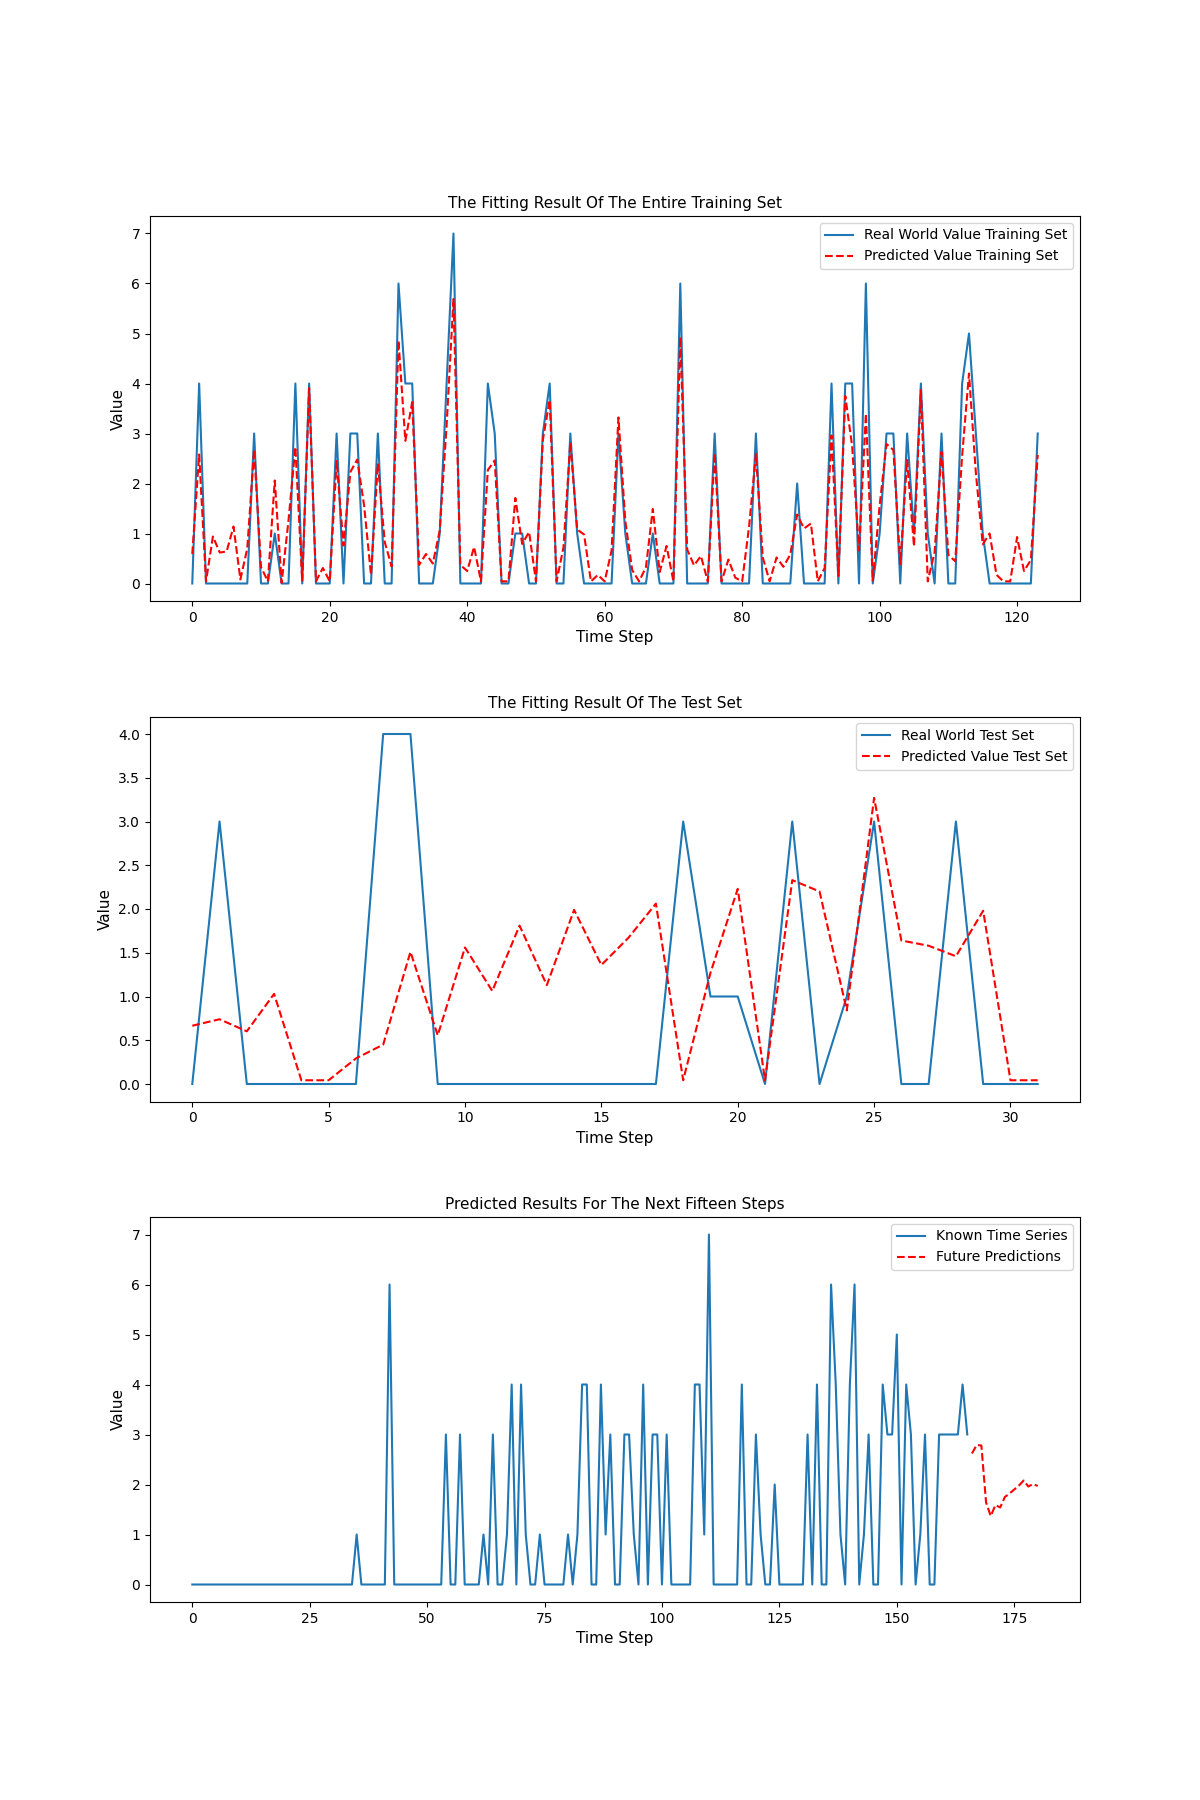 The Fitting Result Of The Entire Training Set
7
6
5
4
3
2
1
0
Value
Real World Value Training Set
Predicted Value Training Set
0 20 40 60 80 100 120
Time Step
The Fitting Result Of The Test Set
4.0
3.5
3.0
2.5
2.0
1.5
1.0
0.5
0.0
Value
Real World Test Set
Predicted Value Test Set
0 5 10 15 20 25 30
Time Step
Predicted Results For The Next Fifteen Steps
7
6
5
4
3
2
1
0
Value
Known Time Series
Future Predictions
0 25 50 75 100 125 150 175
Time Step